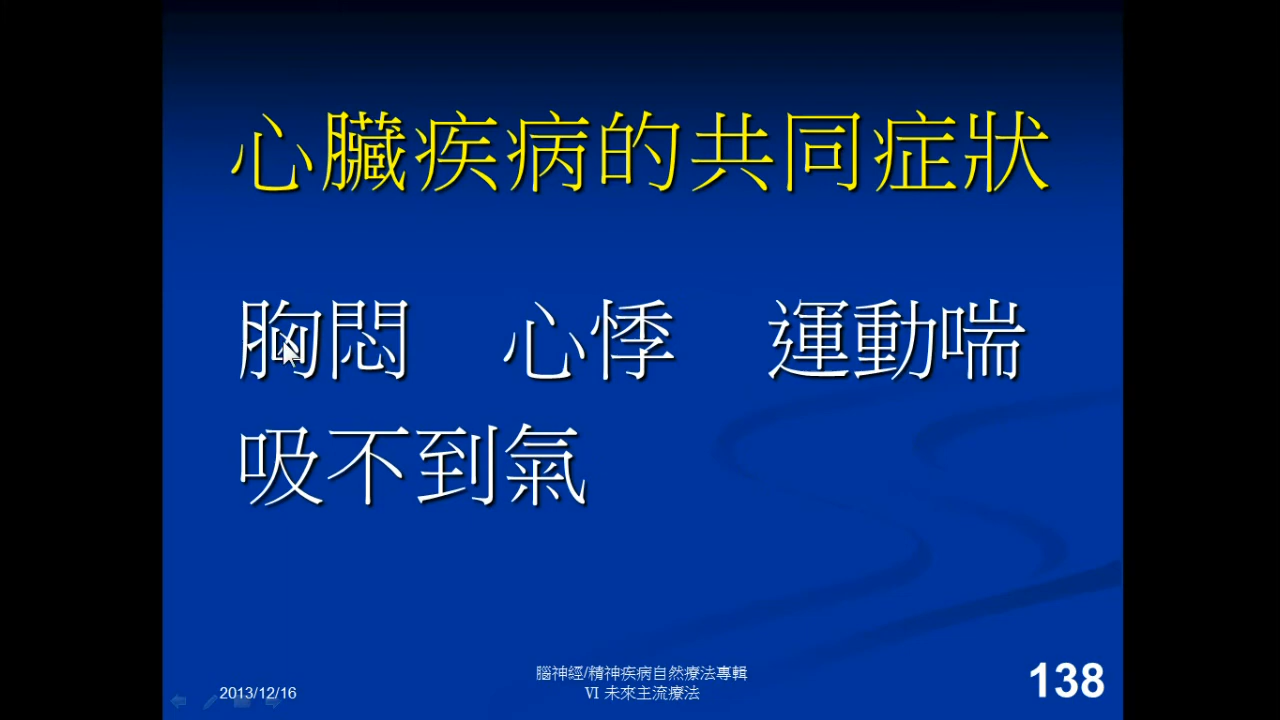 心臟疾病的共同症狀
胸悶 心悸 運動喘
吸不到氣
2013/12/16
腦神經/精神疾病自然療法專輯
VI 未來主流療法
138